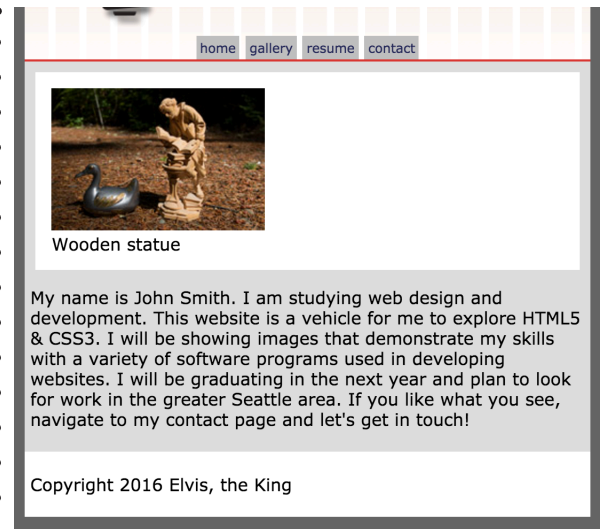 home gallery resume contact
Wooden statue
My name is John Smith. I am studying web design and
development. This website is a vehicle for me to explore HTML5
& CSS3. I will be showing images that demonstrate my skills
with a variety of software programs used in developing
websites. I will be graduating in the next year and plan to look
for work in the greater Seattle area. If you like what you see,
navigate to my contact page and let's get in touch!
Copyright 2016 Elvis, the King